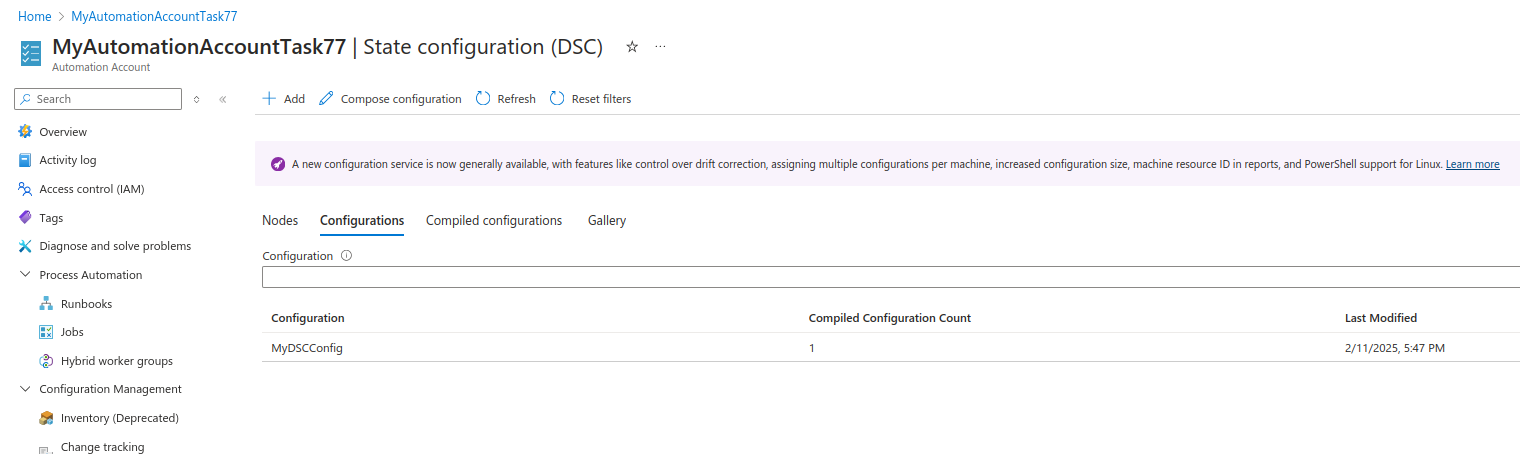 Home > MyAutomationAccountTask77
MyAutomationAccountTask77 | State configuration (DSC) ☆ ...
Automation Account
Search
Overview
Activity log
Access control (IAM)
Tags
Diagnose and solve problems
Process Automation
Runbooks
Jobs
Hybrid worker groups
Configuration Management
Inventory (Deprecated)
Change tracking
Add Compose configuration Refresh Reset filters
A new configuration service is now generally available, with features like control over drift correction, assigning multiple configurations per machine, increased configuration size, machine resource ID in reports, and PowerShell support for Linux. Learn more
Nodes Configurations Compiled configurations Gallery
Configuration
Configuration Compiled Configuration Count Last Modified
MyDSCConfig 1 2/11/2025, 5:47 PM